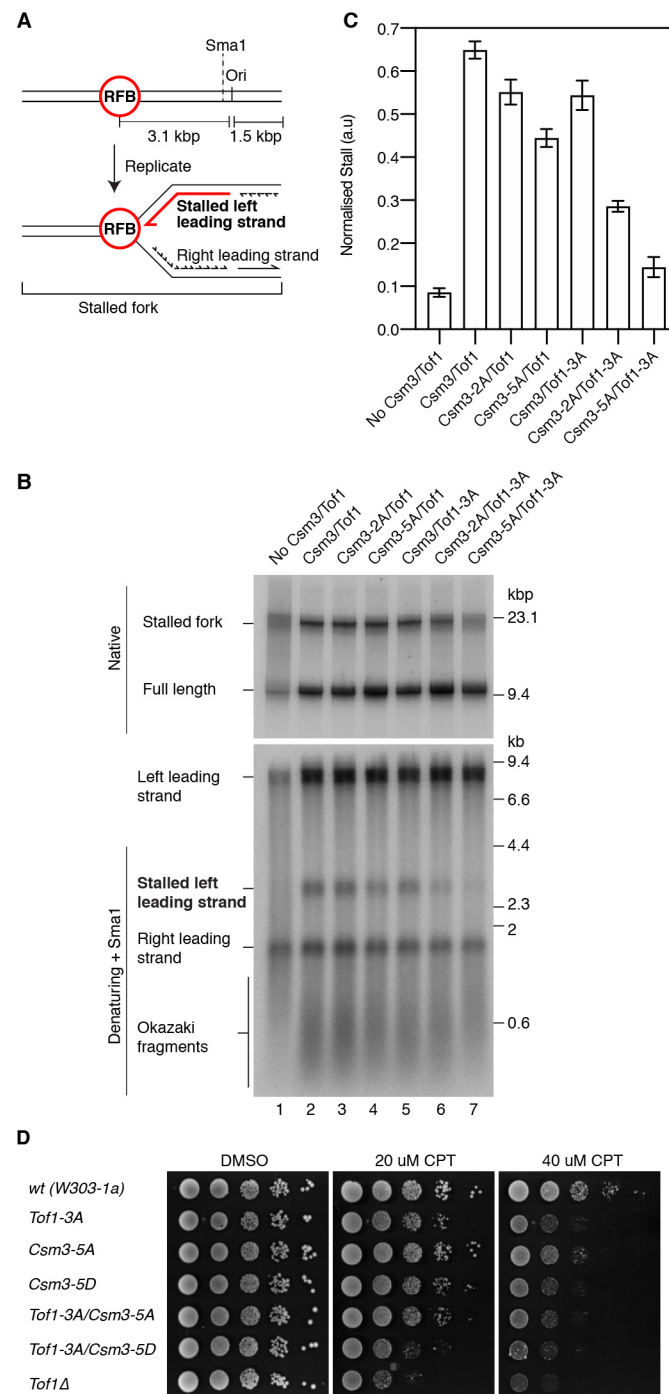 A
Sma1
Ori
RFB
3.1 kbp
1.5 kbp
Replicate
Stalled left
leading strand
RFB
Right leading strand
Stalled fork
C
Normalised Stall (a.u)
0.7
0.6
0.5
0.4
0.3
0.2
0.1
0.0
No Csm3/Tof1
Csm3/Tof1
Csm3-2A/Tof1
Csm3-5A/Tof1
Csm3/Tof1-3A
Csm3-2A/Tof1-3A
Csm3-5A/Tof1-3A
B
No Csm3/Tof1
Csm3/Tof1
Csm3-2A/Tof1
Csm3-5A/Tof1
Csm3/Tof1-3A
Csm3-2A/Tof1-3A
Csm3-5A/Tof1-3A
Native
Stalled fork
Full length
kbp
23.1
9.4
kb
9.4
6.6
4.4
2.3
2
0.6
Denaturing + Sma1
Left leading
strand
Stalled left
leading strand
Right leading
strand
Okazaki
fragments
1 2 3 4 5 6 7
D
DMSO 20 uM CPT 40 uM CPT
wt (W303-1a)
Tof1-3A
Csm3-5A
Csm3-5D
Tof1-3A/Csm3-5A
Tof1-3A/Csm3-5D
Tof1Δ